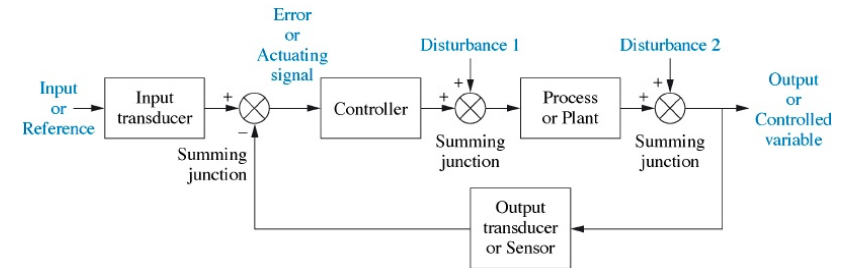 Error
or
Actuating
signal
Disturbance 1
Disturbance 2
Input
or
Reference
Input
transducer
+
−
Summing
junction
Controller
+
+
Summing
junction
Process
or Plant
+
+
Summing
junction
Output
or
Controlled
variable
Output
transducer
or Sensor